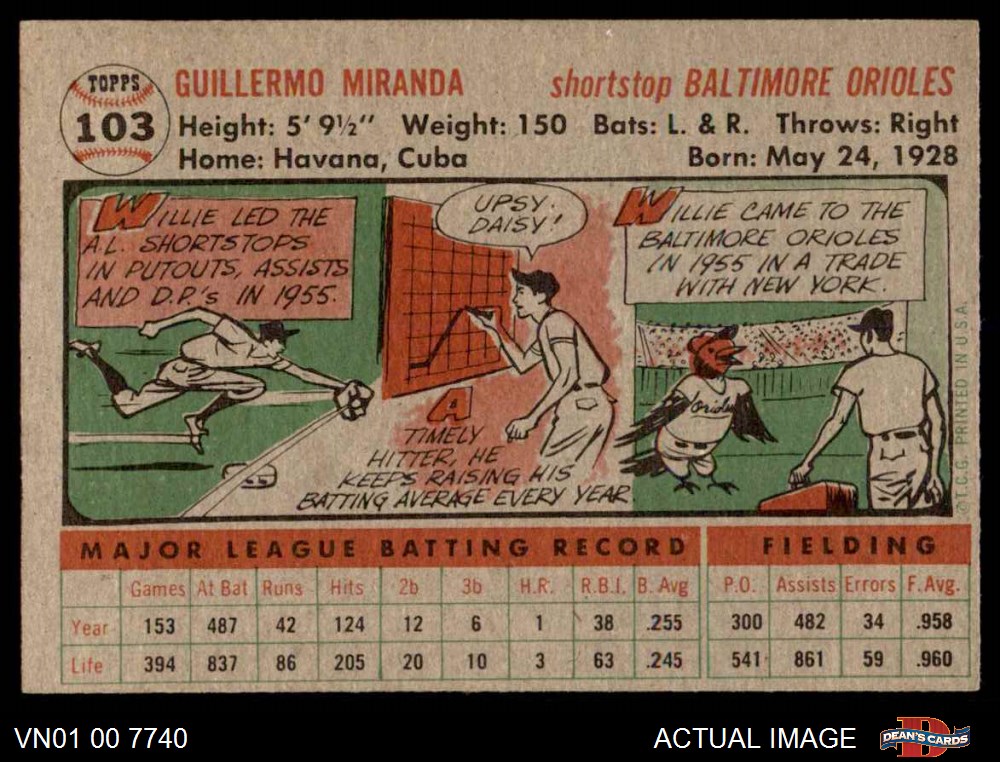 TOPPS
103
GUILLERMO MIRANDA shortstop BALTIMORE ORIOLES
Height: 5' 9½" Weight: 150 Bats: L. & R. Throws: Right
Home: Havana, Cuba Born: May 24, 1928
WILLIE LED THE
A.L. SHORTSTOPS
IN PUTOUTS, ASSISTS
AND D.P.'s IN 1955.
UPSY.
DAISY!
A
TIMELY
HITTER, HE
KEEPS RAISING HIS
BATTING AVERAGE EVERY YEAR.
WILLIE CAME TO THE
BALTIMORE ORIOLES
IN 1955 IN A TRADE
WITH NEW YORK.
Orioles
©T.C.G. PRINTED IN U.S.A.
MAJOR LEAGUE BATTING RECORD FIELDING
Games At Bat Runs Hits 2b 3b H.R. R.B.I. B. Avg P.O. Assists Errors F. Avg.
Year 153 487 42 124 12 6 1 38 .255 300 482 34 .958
Life 394 837 86 205 20 10 3 63 .245 541 861 59 .960
VN01 00 7740 ACTUAL IMAGE D DEAN'S CARDS